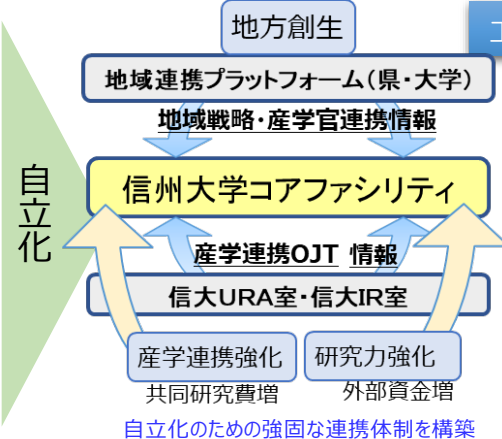 地方創生
地域連携プラットフォーム(県・大学)
地域戦略・産学官連携情報
信州大学コアファシリティ
自立化
産学連携OJT 情報
信大URA室・信大IR室
産学連携強化
研究力強化
共同研究費増
外部資金増
自立化のための強固な連携体制を構築